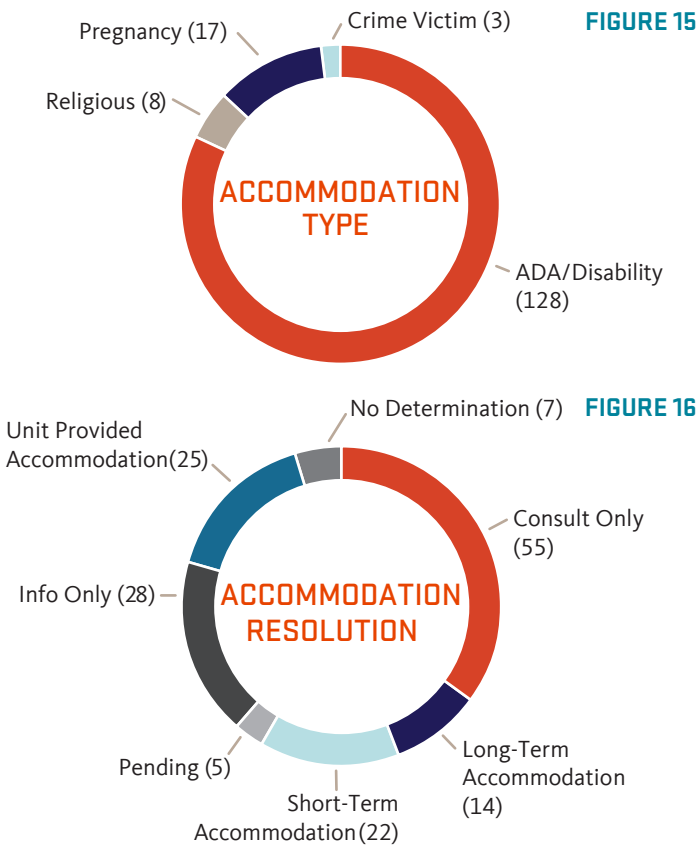 FIGURE 15
Crime Victim (3)
Pregnancy (17)
Religious (8)
ACCOMMODATION
TYPE
ADA/Disability
(128)
FIGURE 16
No Determination (7)
Unit Provided
Accommodation(25)
Consult Only
(55)
Info Only (28)
ACCOMMODATION
RESOLUTION
Pending (5)
Long-Term
Accommodation
(14)
Short-Term
Accommodation(22)